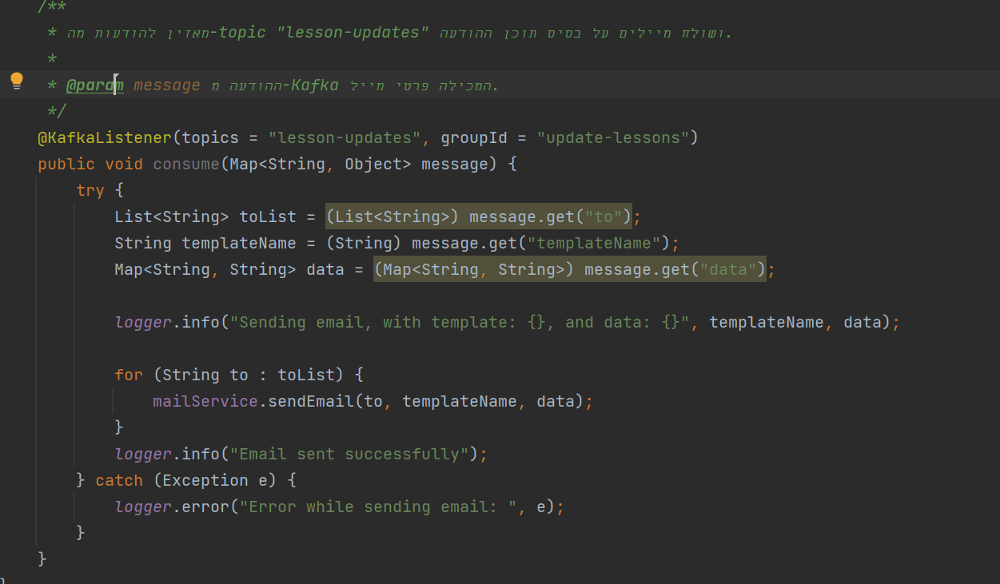 /**
* מאזין להודעות מה-topic "lesson-updates" ושולח מיילים על בסיס תוכן ההודעה.
*
* @param message ההודעה מ-Kafka המכילה פרטי מייל.
*/
@KafkaListener(topics = "lesson-updates", groupId = "update-lessons")
public void consume(Map<String, Object> message) {
try {
List<String> toList = (List<String>) message.get("to");
String templateName = (String) message.get("templateName");
Map<String, String> data = (Map<String, String>) message.get("data");
logger.info("Sending email, with template: {}, and data: {}", templateName, data);
for (String to : toList) {
mailService.sendEmail(to, templateName, data);
}
logger.info("Email sent successfully");
} catch (Exception e) {
logger.error("Error while sending email: ", e);
}
}
}